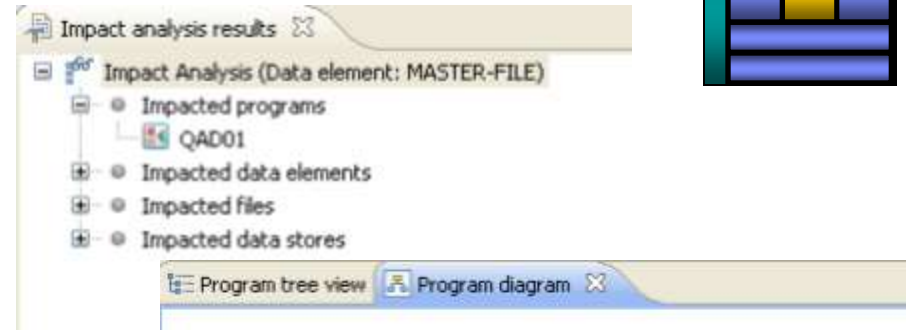 Impact analysis results
Impact Analysis (Data element: MASTER-FILE)
Impacted programs
QAD01
Impacted data elements
Impacted files
Impacted data stores
Program tree view Program diagram